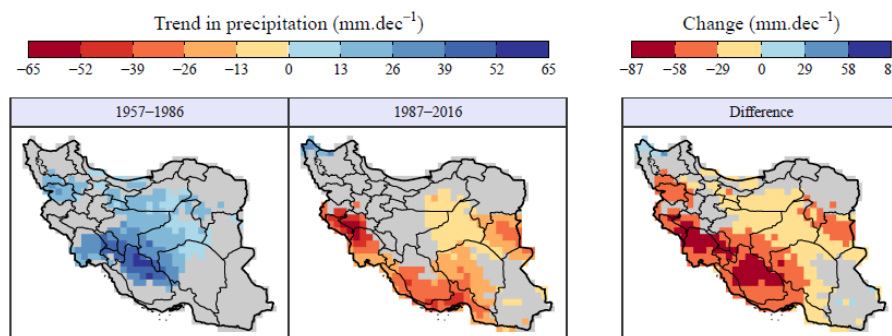 Trend in precipitation (mm.dec⁻¹)
−65 −52 −39 −26 −13 0 13 26 39 52 65
Change (mm.dec⁻¹)
−87 −58 −29 0 29 58 8
1957−1986
1987−2016
Difference